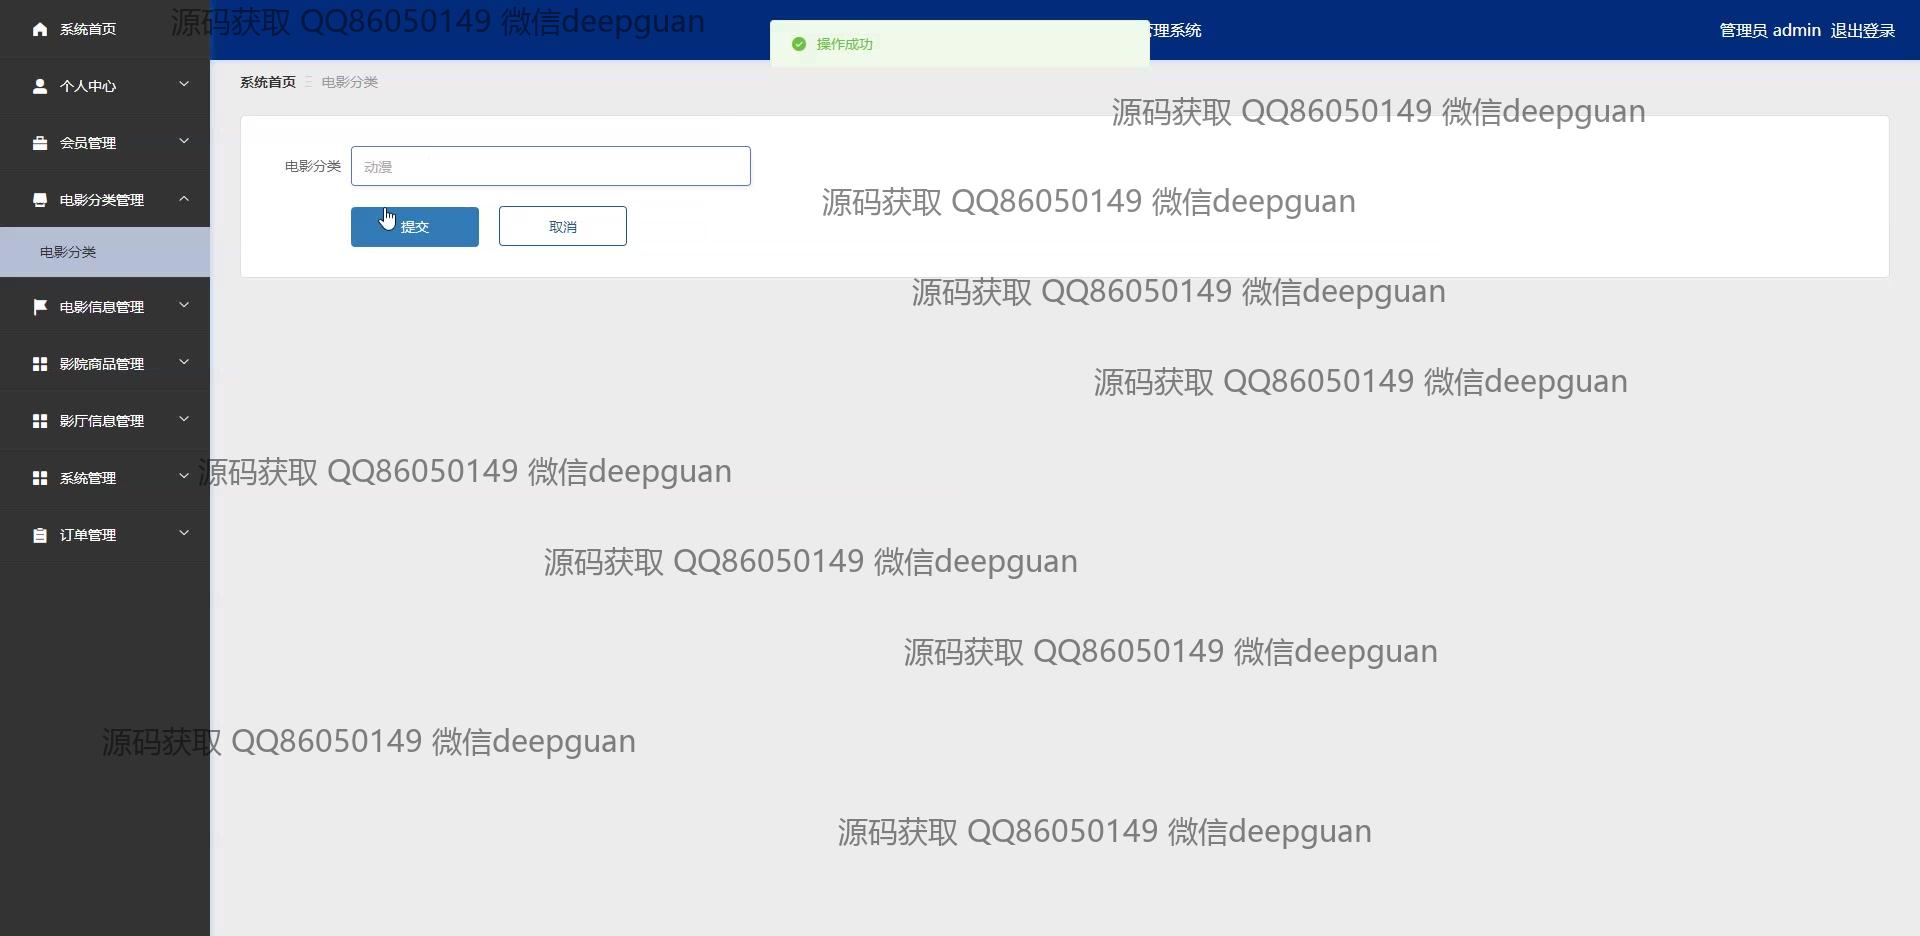 系统首页
个人中心
会员管理
电影分类管理
电影分类
电影信息管理
影院商品管理
影厅信息管理
系统管理
订单管理
源码获取 QQ86050149 微信deepguan
操作成功
管理系统
管理员 admin 退出登录
系统首页 电影分类
源码获取 QQ86050149 微信deepguan
电影分类 动漫
源码获取 QQ86050149 微信deepguan
提交 取消
源码获取 QQ86050149 微信deepguan
源码获取 QQ86050149 微信deepguan
源码获取 QQ86050149 微信deepguan
源码获取 QQ86050149 微信deepguan
源码获取 QQ86050149 微信deepguan
源码获取 QQ86050149 微信deepguan
源码获取 QQ86050149 微信deepguan